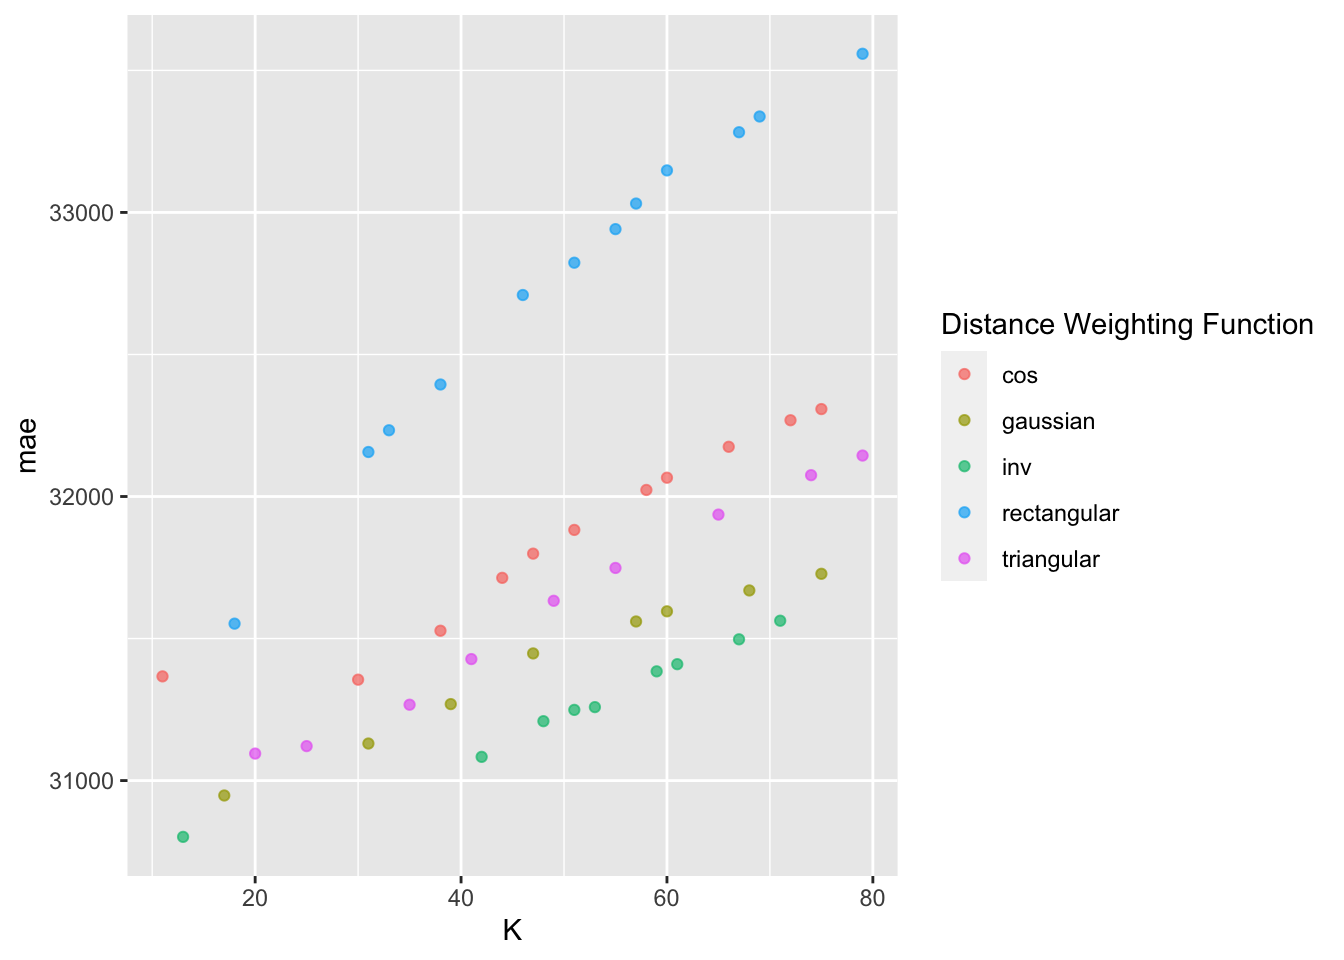 33000
32000
31000
mae
20 40 60 80
K
Distance Weighting Function
cos
gaussian
inv
rectangular
triangular